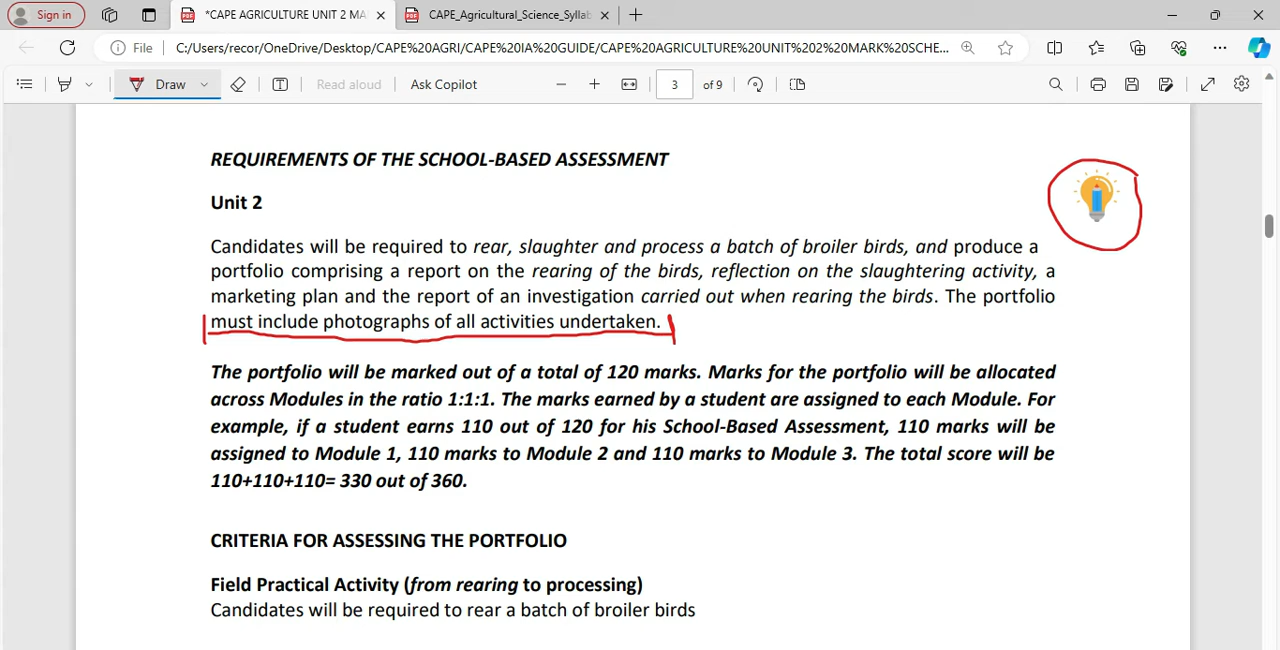 Sign in
*CAPE AGRICULTURE UNIT 2 MA
CAPE_Agricultural_Science_Syllab
File
C:/Users/recor/OneDrive/Desktop/CAPE%20AGRI/CAPE%20IA%20GUIDE/CAPE%20AGRICULTURE%20UNIT%202%20MARK%20SCHE...
Draw
Read aloud
Ask Copilot
3 of 9
REQUIREMENTS OF THE SCHOOL-BASED ASSESSMENT
Unit 2
Candidates will be required to rear, slaughter and process a batch of broiler birds, and produce a
portfolio comprising a report on the rearing of the birds, reflection on the slaughtering activity, a
marketing plan and the report of an investigation carried out when rearing the birds. The portfolio
must include photographs of all activities undertaken.
The portfolio will be marked out of a total of 120 marks. Marks for the portfolio will be allocated
across Modules in the ratio 1:1:1. The marks earned by a student are assigned to each Module. For
example, if a student earns 110 out of 120 for his School-Based Assessment, 110 marks will be
assigned to Module 1, 110 marks to Module 2 and 110 marks to Module 3. The total score will be
110+110+110= 330 out of 360.
CRITERIA FOR ASSESSING THE PORTFOLIO
Field Practical Activity (from rearing to processing)
Candidates will be required to rear a batch of broiler birds